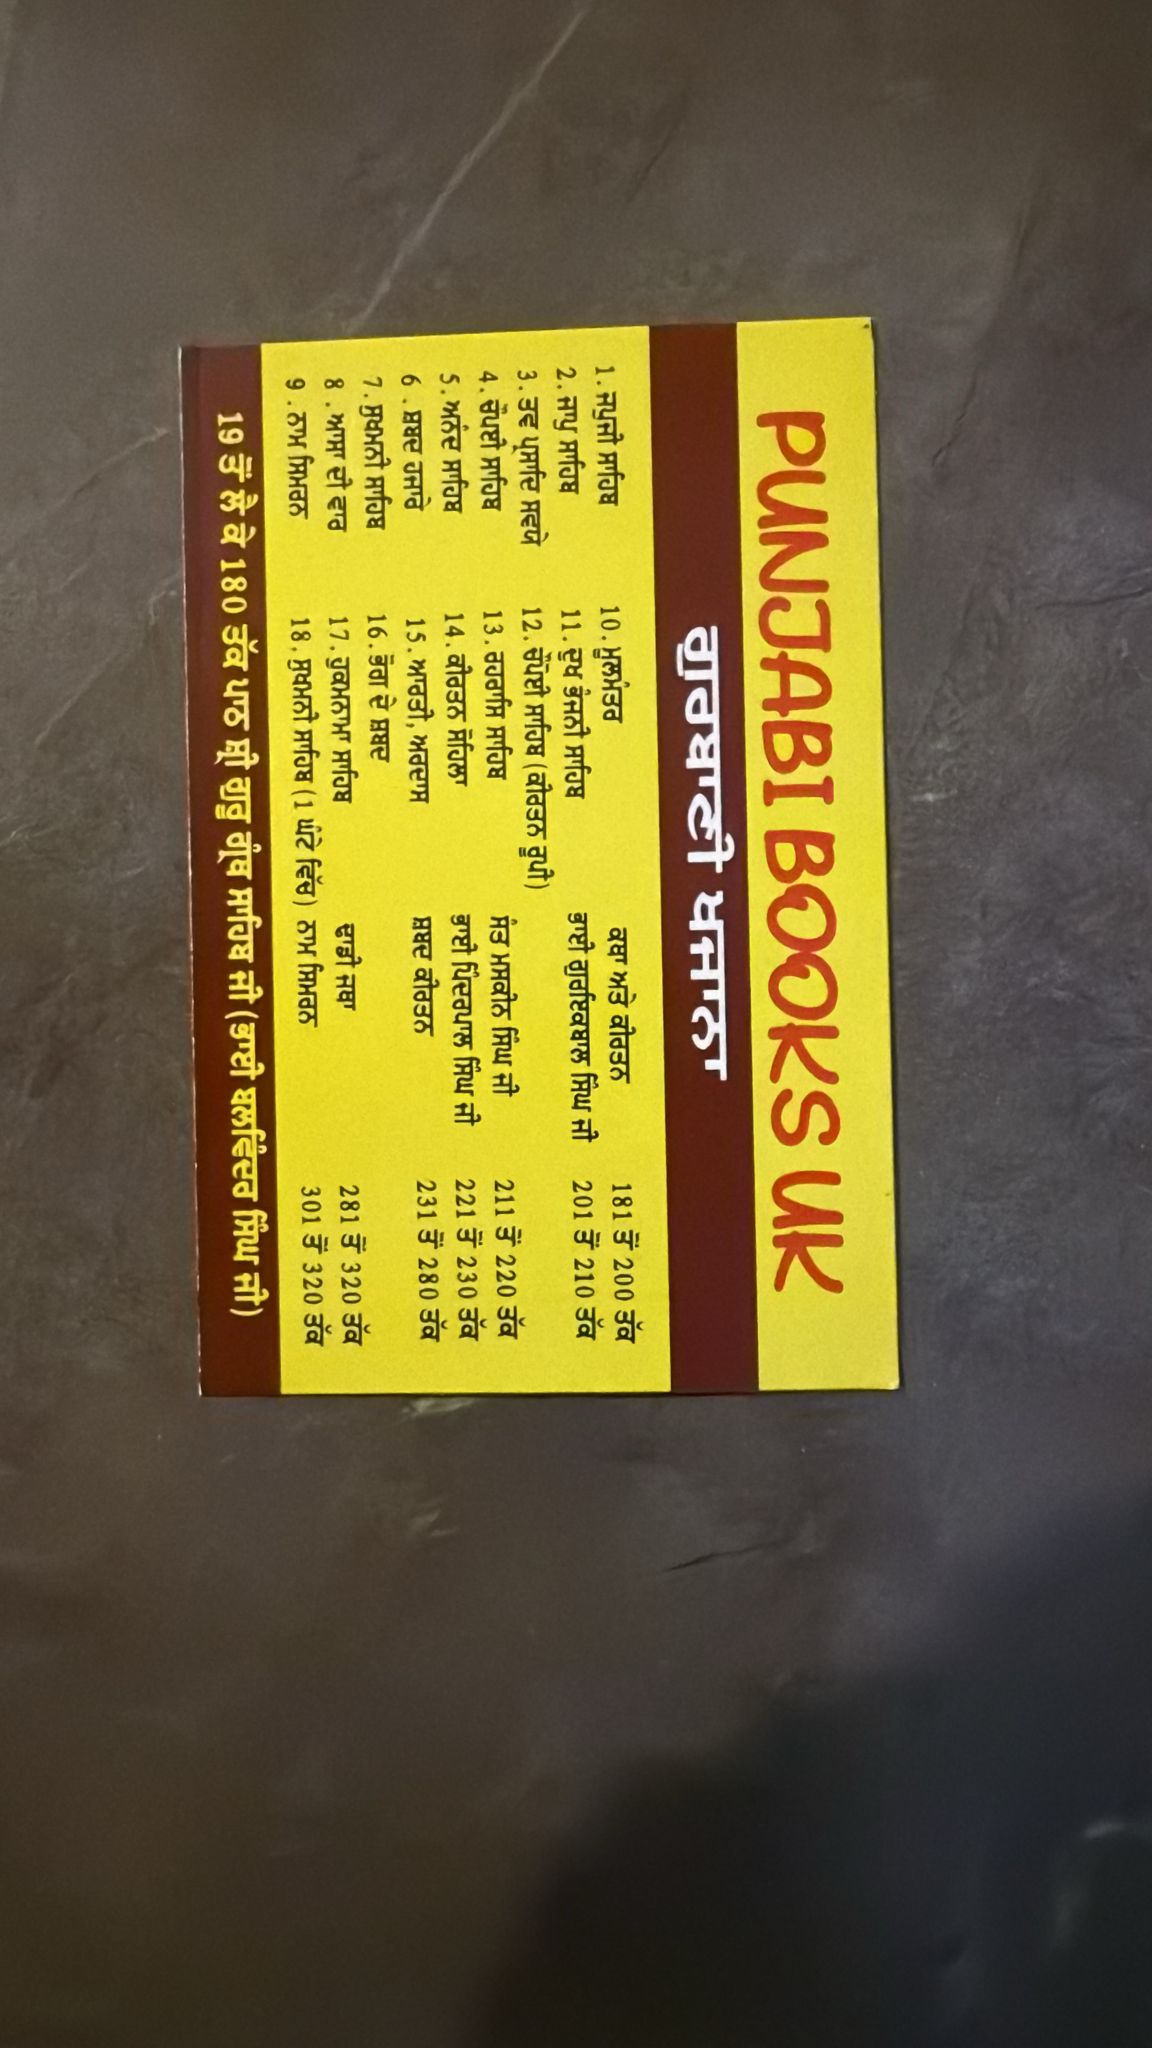 PUNJABI BOOKS UK
ਗੁਰਬਾਣੀ ਖਜਾਨਾ
1. ਜਪੁਜੀ ਸਾਹਿਬ
2. ਜਾਪੁ ਸਾਹਿਬ
3. ਤਵ ਪ੍ਰਸਾਦਿ ਸਵਯੇ
4. ਚੌਪਈ ਸਾਹਿਬ
5. ਅਨੰਦ ਸਾਹਿਬ
6 . ਸ਼ਬਦ ਹਜਾਰੇ
7. ਸੁਖਮਨੀ ਸਾਹਿਬ
8 . ਆਸਾ ਦੀ ਵਾਰ
9 . ਨਾਮ ਸਿਮਰਨ
10. ਮੂਲਮੰਤਰ
11. ਦੁਖ ਭੰਜਨੀ ਸਾਹਿਬ
12. ਚੌਪਈ ਸਾਹਿਬ (ਕੀਰਤਨ ਰੂਪੀ)
13. ਰਹਰਾਸਿ ਸਾਹਿਬ
14. ਕੀਰਤਨ ਸੋਹਿਲਾ
15. ਆਰਤੀ, ਅਰਦਾਸ
16. ਭੋਗ ਦੇ ਸ਼ਬਦ
17. ਹੁਕਮਨਾਮਾ ਸਾਹਿਬ
18. ਸੁਖਮਨੀ ਸਾਹਿਬ (1 ਘੰਟੇ ਵਿੱਚ)
ਕਥਾ ਅਤੇ ਕੀਰਤਨ 181 ਤੋਂ 200 ਤੱਕ
ਭਾਈ ਗੁਰਇਕਬਾਲ ਸਿੰਘ ਜੀ 201 ਤੋਂ 210 ਤੱਕ
ਸੰਤ ਮਸਕੀਨ ਸਿੰਘ ਜੀ 211 ਤੋਂ 220 ਤੱਕ
ਭਾਈ ਪਿੰਦਰਪਾਲ ਸਿੰਘ ਜੀ 221 ਤੋਂ 230 ਤੱਕ
ਸ਼ਬਦ ਕੀਰਤਨ 231 ਤੋਂ 280 ਤੱਕ
ਢਾਡੀ ਜਥਾ 281 ਤੋਂ 320 ਤੱਕ
ਨਾਮ ਸਿਮਰਨ 301 ਤੋਂ 320 ਤੱਕ
19 ਤੋਂ ਲੈ ਕੇ 180 ਤੱਕ ਪਾਠ ਸ੍ਰੀ ਗੁਰੂ ਗ੍ਰੰਥ ਸਾਹਿਬ ਜੀ (ਭਾਈ ਬਲਵਿੰਦਰ ਸਿੰਘ ਜੀ)